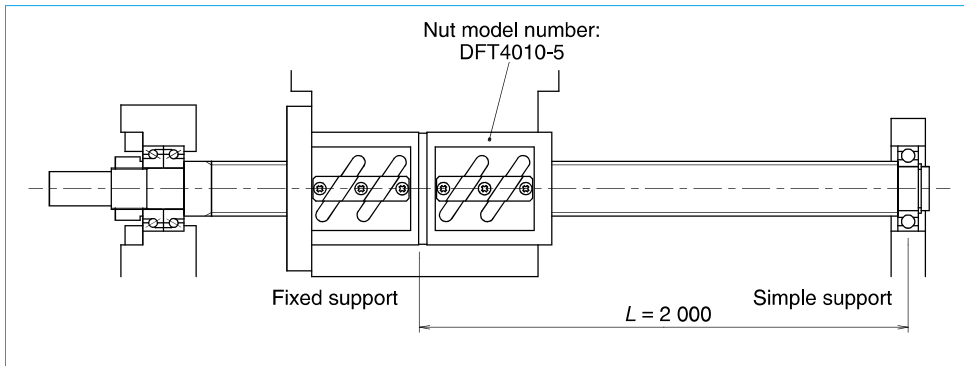 Nut model number:
DFT4010-5
Fixed support
Simple support
L = 2 000